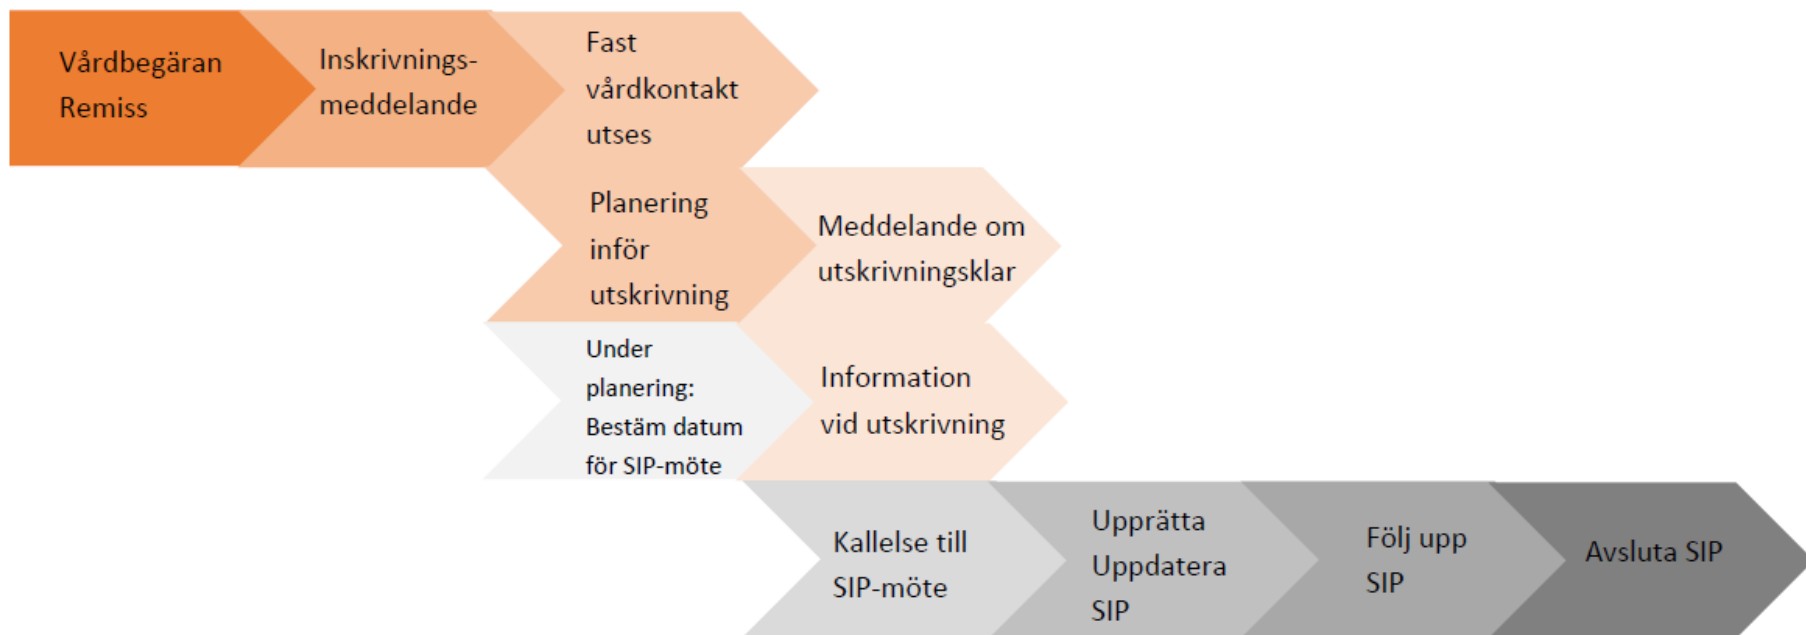 Vårdbegäran
Remiss
Inskrivnings-
meddelande
Fast
vårdkontakt
utses
Planering
inför
utskrivning
Meddelande om
utskrivningsklar
Under
planering:
Bestäm datum
för SIP-möte
Information
vid utskrivning
Kallelse till
SIP-möte
Upprätta
Uppdatera
SIP
Följ upp
SIP
Avsluta SIP